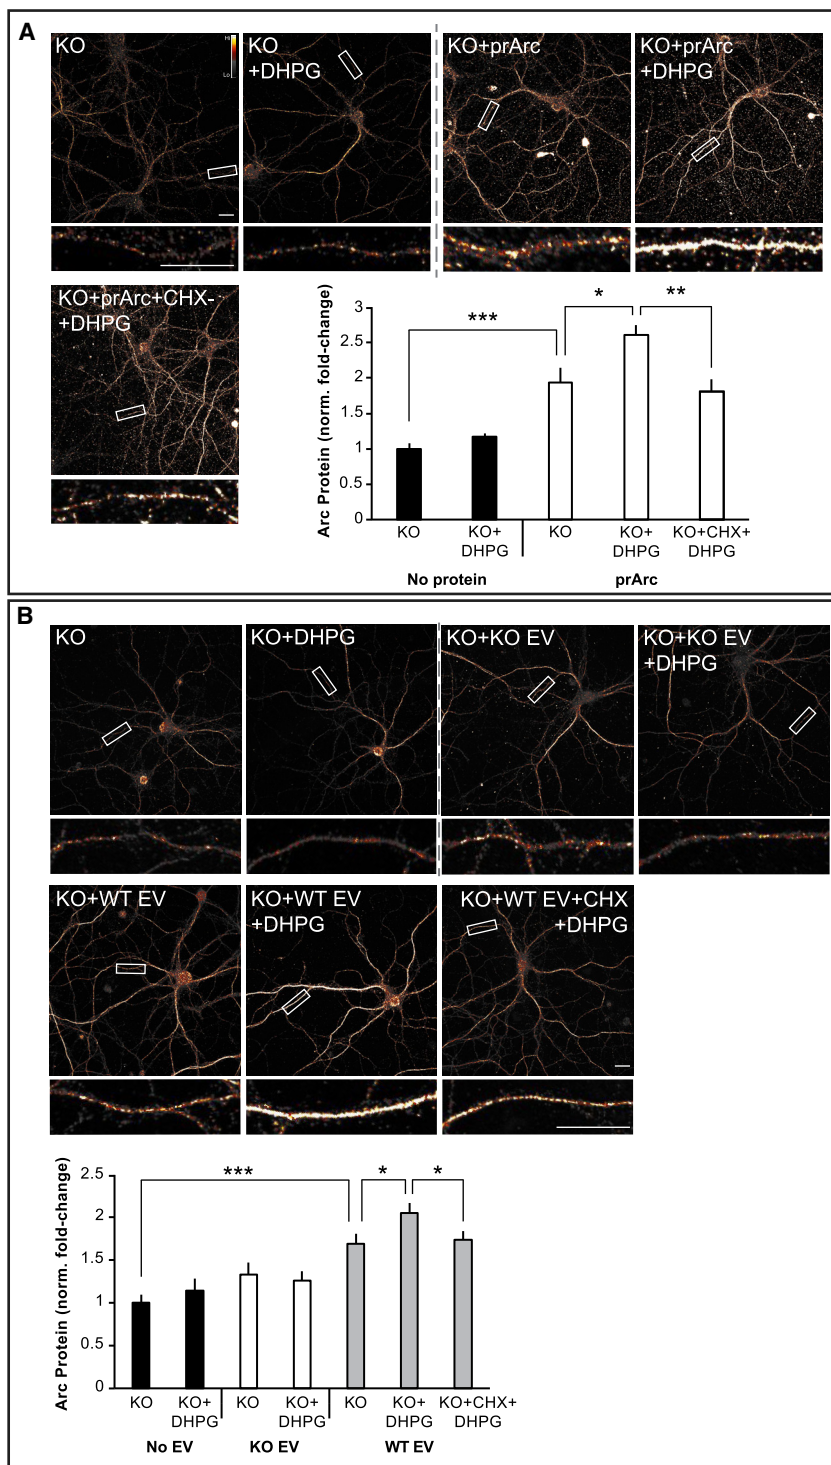 A
KO
Hi
Lo
KO
+DHPG
KO+prArc
KO+prArc
+DHPG
KO+prArc+CHX-
+DHPG
Arc Protein (norm. fold-change)
3
2.5
2
1.5
1
0.5
0
***
*
**
KO
KO+
DHPG
KO
KO+
DHPG
KO+CHX+
DHPG
No protein
prArc
B
KO
KO+DHPG
KO+KO EV
KO+KO EV
+DHPG
KO+WT EV
KO+WT EV
+DHPG
KO+WT EV+CHX
+DHPG
Arc Protein (norm. fold-change)
2.5
2
1.5
1
0.5
0
***
*
*
KO
KO+
DHPG
KO
KO+
DHPG
KO
KO+
DHPG
KO+CHX+
DHPG
No EV
KO EV
WT EV